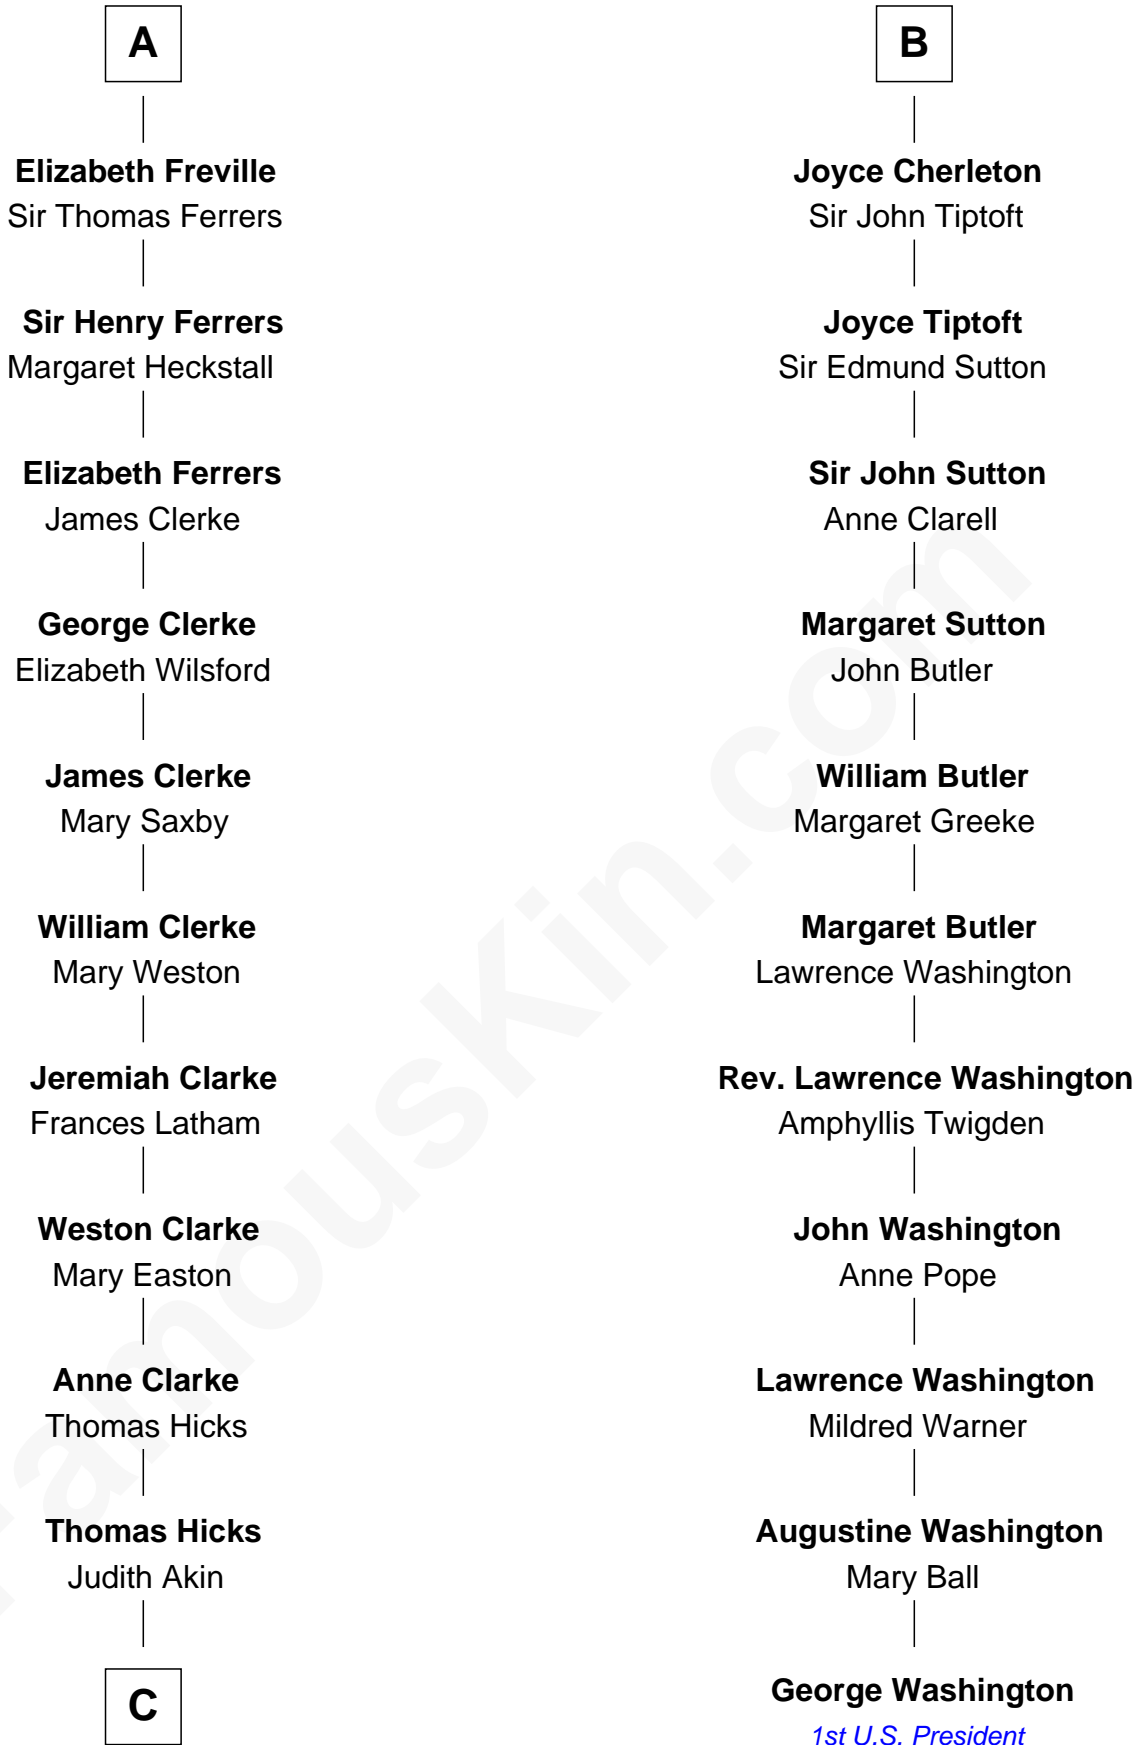 A
Elizabeth Freville
Sir Thomas Ferrers
Sir Henry Ferrers
Margaret Heckstall
Elizabeth Ferrers
James Clerke
George Clerke
Elizabeth Wilsford
James Clerke
Mary Saxby
William Clerke
Mary Weston
Jeremiah Clarke
Frances Latham
Weston Clarke
Mary Easton
Anne Clarke
Thomas Hicks
Thomas Hicks
Judith Akin
C
B
Joyce Cherleton
Sir John Tiptoft
Joyce Tiptoft
Sir Edmund Sutton
Sir John Sutton
Anne Clarell
Margaret Sutton
John Butler
William Butler
Margaret Greeke
Margaret Butler
Lawrence Washington
Rev. Lawrence Washington
Amphyllis Twigden
John Washington
Anne Pope
Lawrence Washington
Mildred Warner
Augustine Washington
Mary Ball
George Washington
1st U.S. President
FamousKin.com